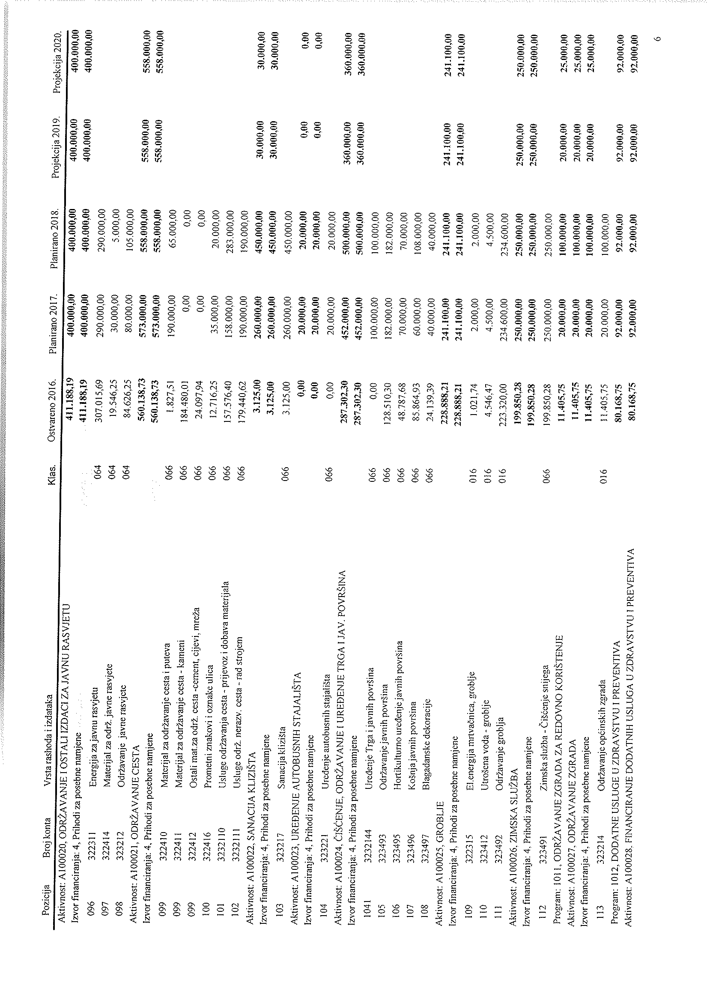 Pozicija Broj konta Vrsta rashoda i izdataka Klas. Ostvareno 2016. Planirano 2017. Planirano 2018. Projekcija 2019. Projekcija 2020.
Aktivnost: A100020, ODRŽAVANJE I OSTALI IZDACI ZA JAVNU RASVJETU 411.188,19 400.000,00 400.000,00 400.000,00 400.000,00
Izvor financiranja: 4, Prihodi za posebne namjene 411.188,19 400.000,00 400.000,00 400.000,00 400.000,00
096 322311 Energija za javnu rasvjetu 064 307.015,69 290.000,00 290.000,00
097 322414 Materijal za održ. javne rasvjete 064 19.546,25 30.000,00 5.000,00
098 323212 Održavanje javne rasvjete 064 84.626,25 80.000,00 105.000,00
Aktivnost: A100021, ODRŽAVANJE CESTA 560.138,73 573.000,00 558.000,00 558.000,00 558.000,00
Izvor financiranja: 4, Prihodi za posebne namjene 560.138,73 573.000,00 558.000,00 558.000,00 558.000,00
099 322410 Materijal za održavanje cesta i puteva 066 1.827,51 190.000,00 65.000,00
099 322411 Materijal za održavanje cesta - kameni 066 184.480,01 0,00 0,00
099 322412 Ostali mat.za održ. cesta -cement, cijevi, mreža 066 24.097,94 0,00 0,00
100 322416 Prometni znakovi i oznake ulica 066 12.716,25 35.000,00 20.000,00
101 3232110 Usluge održavanja cesta - prijevoz i dobava materijala 066 157.576,40 158.000,00 283.000,00
102 3232111 Usluge održ. nerazv. cesta - rad strojem 066 179.440,62 190.000,00 190.000,00
Aktivnost: A100022, SANACIJA KLIZIŠTA 3.125,00 260.000,00 450.000,00 30.000,00 30.000,00
Izvor financiranja: 4, Prihodi za posebne namjene 3.125,00 260.000,00 450.000,00 30.000,00 30.000,00
103 323217 Sanacija klizišta 066 3.125,00 260.000,00 450.000,00
Aktivnost: A100023, UREĐENJE AUTOBUSNIH STAJALIŠTA 0,00 20.000,00 20.000,00 0,00 0,00
Izvor financiranja: 4, Prihodi za posebne namjene 0,00 20.000,00 20.000,00 0,00 0,00
104 323221 Uređenje autobusnih stajališta 066 0,00 20.000,00 20.000,00
Aktivnost: A100024, ČIŠĆENJE, ODRŽAVANJE I UREĐENJE TRGA I JAV. POVRŠINA 287.302,30 452.000,00 500.000,00 360.000,00 360.000,00
Izvor financiranja: 4, Prihodi za posebne namjene 287.302,30 452.000,00 500.000,00 360.000,00 360.000,00
1041 3232144 Uređenje Trga i javnih površina 066 0,00 100.000,00 100.000,00
105 323493 Održavanje javnih površina 066 128.510,30 182.000,00 182.000,00
106 323495 Hortikulturno uređenje javnih površina 066 48.787,68 70.000,00 70.000,00
107 323496 Košnja javnih površina 066 85.864,93 60.000,00 108.000,00
108 323497 Blagadanske dekoracije 066 24.139,39 40.000,00 40.000,00
Aktivnost: A100025, GROBLJE 228.888,21 241.100,00 241.100,00 241.100,00 241.100,00
Izvor financiranja: 4, Prihodi za posebne namjene 228.888,21 241.100,00 241.100,00 241.100,00 241.100,00
109 322315 El.energija mrtvačnica, groblje 016 1.021,74 2.000,00 2.000,00
110 323412 Utrošena voda - groblje 016 4.546,47 4.500,00 4.500,00
111 323492 Održavanje groblja 016 223.320,00 234.600,00 234.600,00
Aktivnost: A100026, ZIMSKA SLUŽBA 199.850,28 250.000,00 250.000,00 250.000,00 250.000,00
Izvor financiranja: 4, Prihodi za posebne namjene 199.850,28 250.000,00 250.000,00 250.000,00 250.000,00
112 323491 Zimska služba - Čišćenje snijega 066 199.850,28 250.000,00 250.000,00
Program: 1011, ODRŽAVANJE ZGRADA ZA REDOVNO KORIŠTENJE 11.405,75 20.000,00 100.000,00 20.000,00 25.000,00
Aktivnost: A100027, ODRŽAVANJE ZGRADA 11.405,75 20.000,00 100.000,00 20.000,00 25.000,00
Izvor financiranja: 4, Prihodi za posebne namjene 11.405,75 20.000,00 100.000,00 20.000,00 25.000,00
113 323214 Održavanje općinskih zgrada 016 11.405,75 20.000,00 100.000,00
Program: 1012, DODATNE USLUGE U ZDRAVSTVU I PREVENTIVA 80.168,75 92.000,00 92.000,00 92.000,00 92.000,00
Aktivnost: A100028, FINANCIRANJE DODATNIH USLUGA U ZDRAVSTVU I PREVENTIVA 80.168,75 92.000,00 92.000,00 92.000,00 92.000,00
6